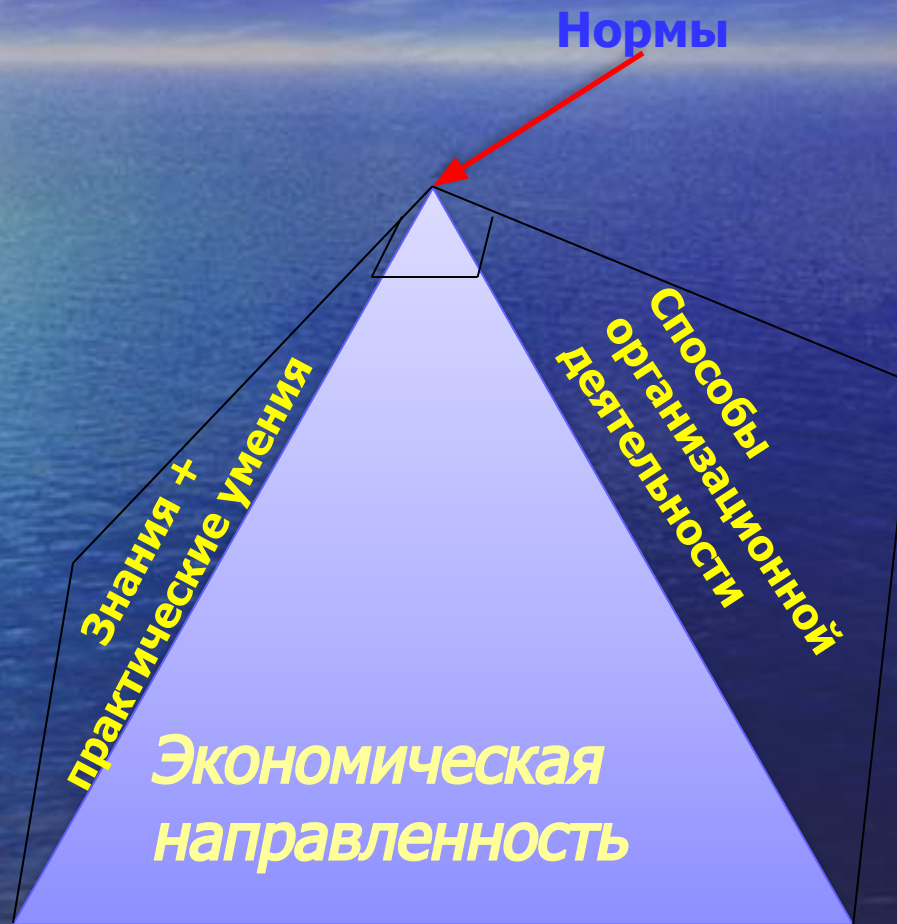 Нормы
Знания +
практические умения
Способы
организационной
деятельности
Экономическая
направленность